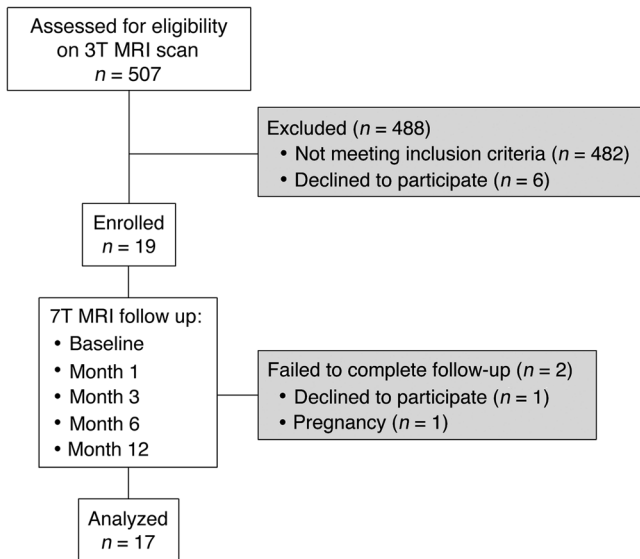 Assessed for eligibility
on 3T MRI scan
n = 507
Excluded (n = 488)
• Not meeting inclusion criteria (n = 482)
• Declined to participate (n = 6)
Enrolled
n = 19
7T MRI follow up:
• Baseline
• Month 1
• Month 3
• Month 6
• Month 12
Failed to complete follow-up (n = 2)
• Declined to participate (n = 1)
• Pregnancy (n = 1)
Analyzed
n = 17